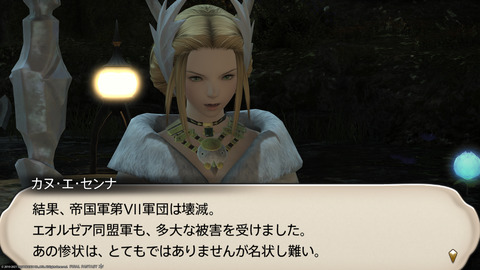 カヌ・エ・センナ
結果、帝国軍第VII軍団は壊滅。
エオルゼア同盟軍も、多大な被害を受けました。
あの惨状は、とてもではありませんが名状し難い。